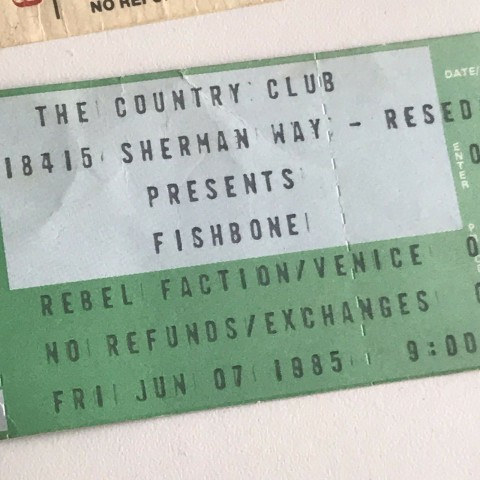 THE COUNTRY CLUB
DATE/
18415 SHERMAN WAY - RESED
ENTER
PRESENTS
FISHBONE
REBEL FACTION/VENICE
NO REFUNDS/EXCHANGES
FRI JUN 07 1985 9:00